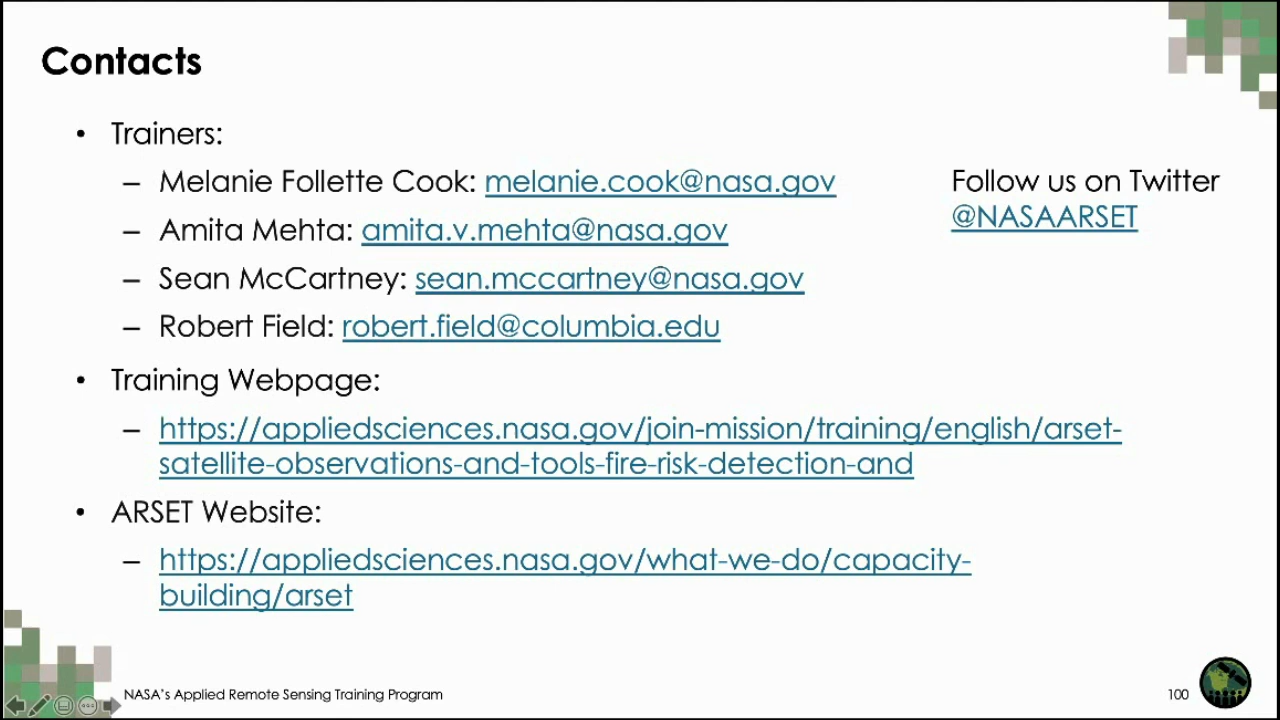 Contacts
• Trainers:
– Melanie Follette Cook: melanie.cook@nasa.gov
– Amita Mehta: amita.v.mehta@nasa.gov
– Sean McCartney: sean.mccartney@nasa.gov
– Robert Field: robert.field@columbia.edu
Follow us on Twitter
@NASAARSET
• Training Webpage:
– https://appliedsciences.nasa.gov/join-mission/training/english/arset-
satellite-observations-and-tools-fire-risk-detection-and
• ARSET Website:
– https://appliedsciences.nasa.gov/what-we-do/capacity-
building/arset
NASA's Applied Remote Sensing Training Program
100